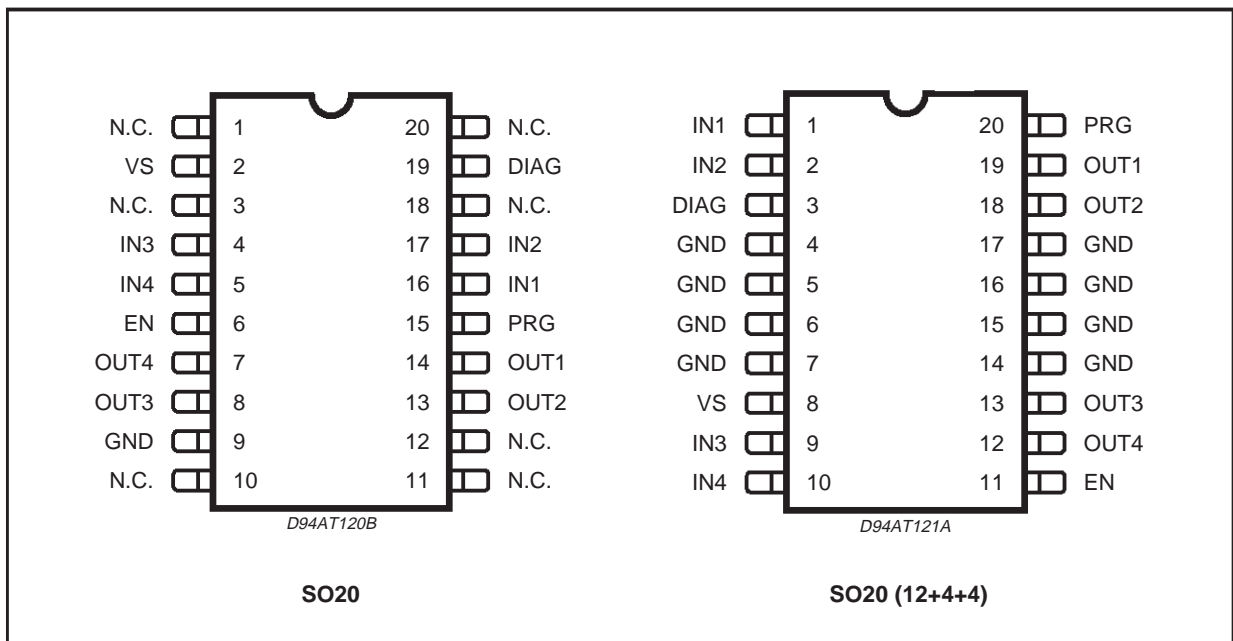 N.C. 1 20 N.C.
VS 2 19 DIAG
N.C. 3 18 N.C.
IN3 4 17 IN2
IN4 5 16 IN1
EN 6 15 PRG
OUT4 7 14 OUT1
OUT3 8 13 OUT2
GND 9 12 N.C.
N.C. 10 11 N.C.
D94AT120B
SO20
IN1 1 20 PRG
IN2 2 19 OUT1
DIAG 3 18 OUT2
GND 4 17 GND
GND 5 16 GND
GND 6 15 GND
GND 7 14 GND
VS 8 13 OUT3
IN3 9 12 OUT4
IN4 10 11 EN
D94AT121A
SO20 (12+4+4)